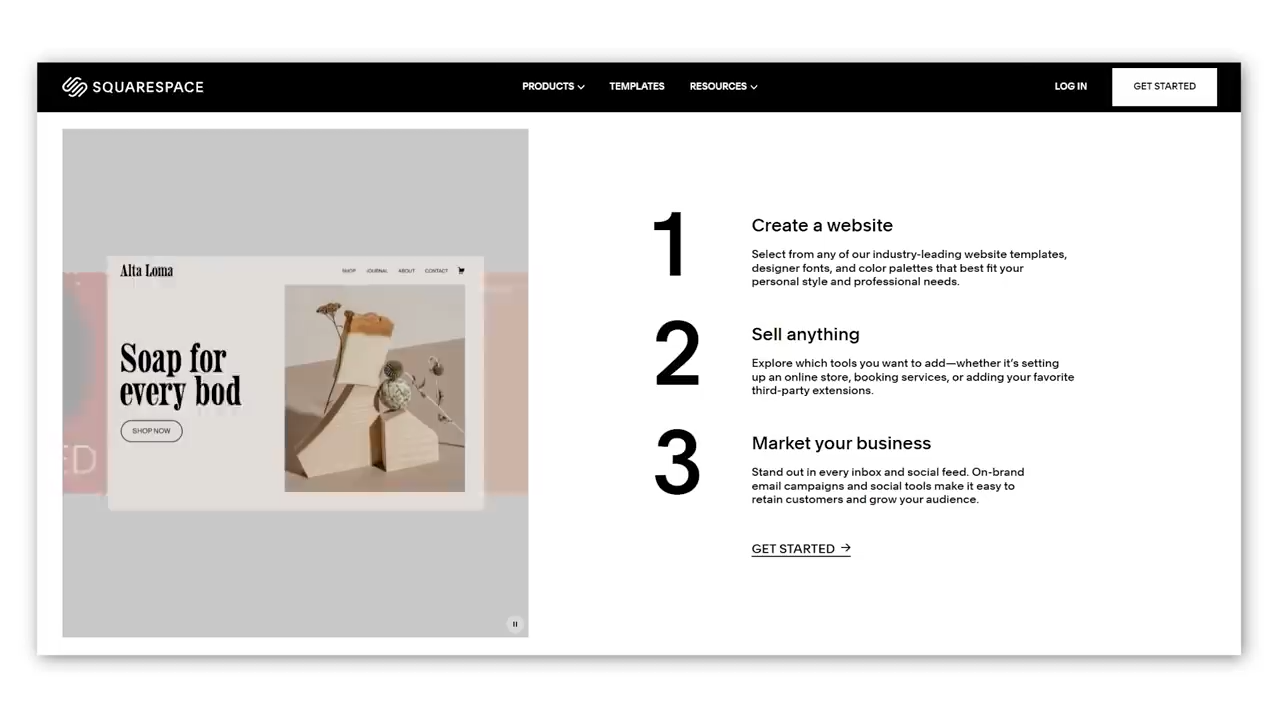 SQUARESPACE
PRODUCTS
TEMPLATES
RESOURCES
LOG IN
GET STARTED
Alta Loma
SHOP
JOURNAL
ABOUT
CONTACT
Soap for
every bod
SHOP NOW
ED
1
Create a website
Select from any of our industry-leading website templates,
designer fonts, and color palettes that best fit your
personal style and professional needs.
2
Sell anything
Explore which tools you want to add—whether it's setting
up an online store, booking services, or adding your favorite
third-party extensions.
3
Market your business
Stand out in every inbox and social feed. On-brand
email campaigns and social tools make it easy to
retain customers and grow your audience.
GET STARTED →